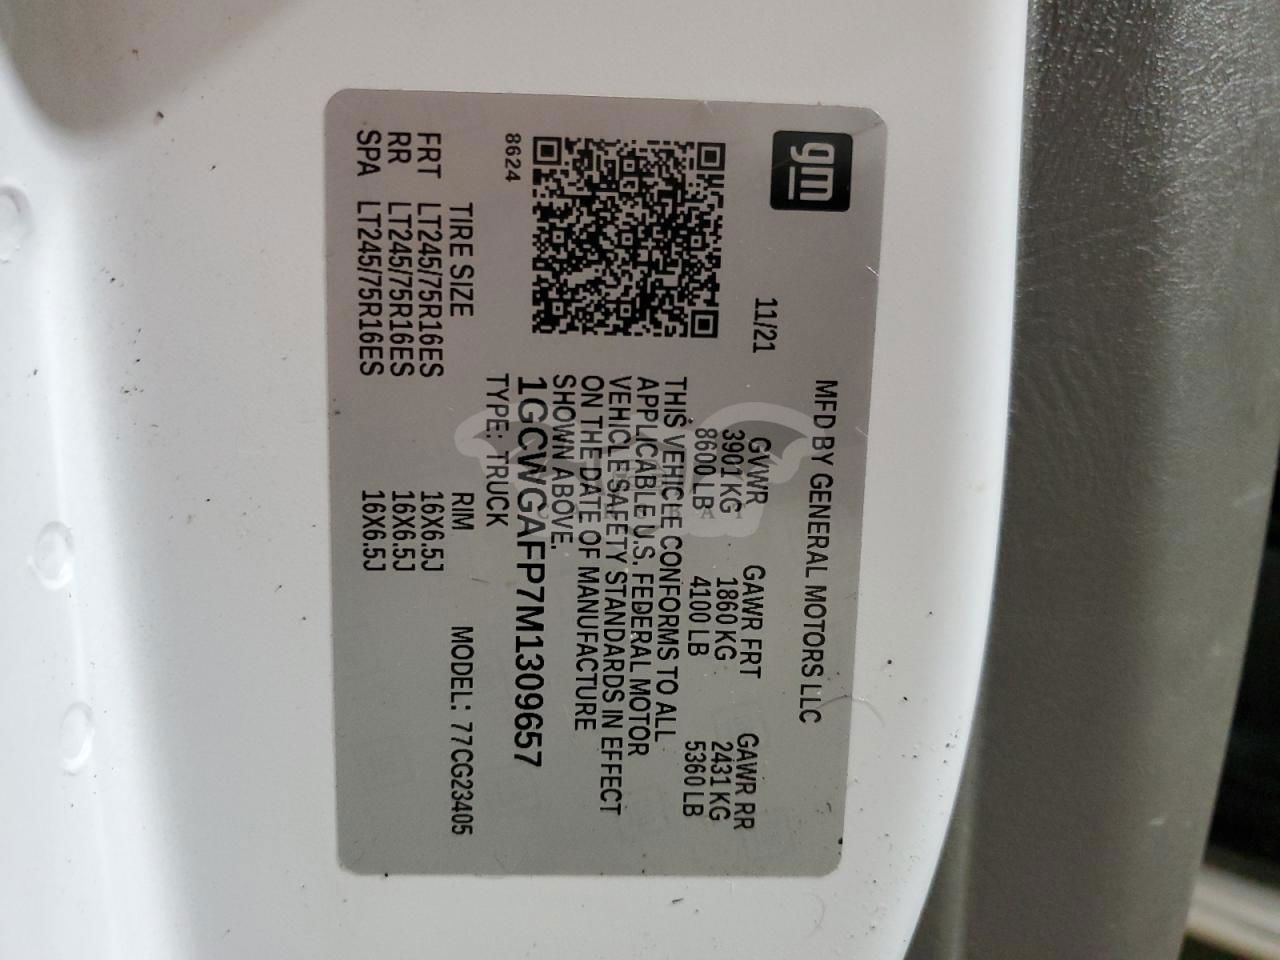 gm
MFD BY GENERAL MOTORS LLC
11/21
GVWR GAWR FRT GAWR RR
3901 KG 1860 KG 2431 KG
8600 LB 4100 LB 5360 LB
THIS VEHICLE CONFORMS TO ALL
APPLICABLE U.S. FEDERAL MOTOR
VEHICLE SAFETY STANDARDS IN EFFECT
ON THE DATE OF MANUFACTURE
SHOWN ABOVE.
1GCWGAFP7M1309657
TYPE: TRUCK
8624
MODEL: 77CG23405
TIRE SIZE RIM
FRT LT245/75R16ES 16X6.5J
RR LT245/75R16ES 16X6.5J
SPA LT245/75R16ES 16X6.5J